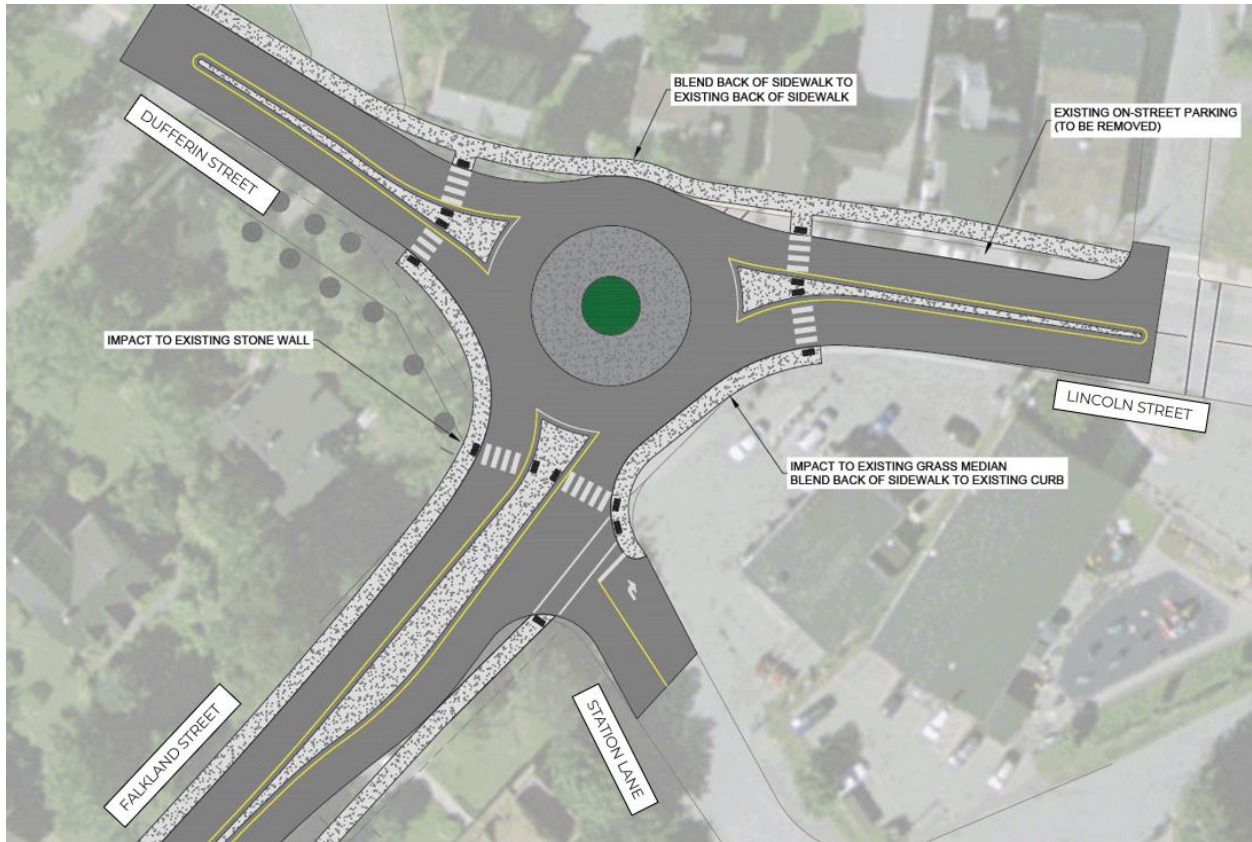 BLEND BACK OF SIDEWALK TO
EXISTING BACK OF SIDEWALK
EXISTING ON-STREET PARKING
(TO BE REMOVED)
DUFFERIN STREET
IMPACT TO EXISTING STONE WALL
LINCOLN STREET
IMPACT TO EXISTING GRASS MEDIAN
BLEND BACK OF SIDEWALK TO EXISTING CURB
FALKLAND STREET
STATION LANE